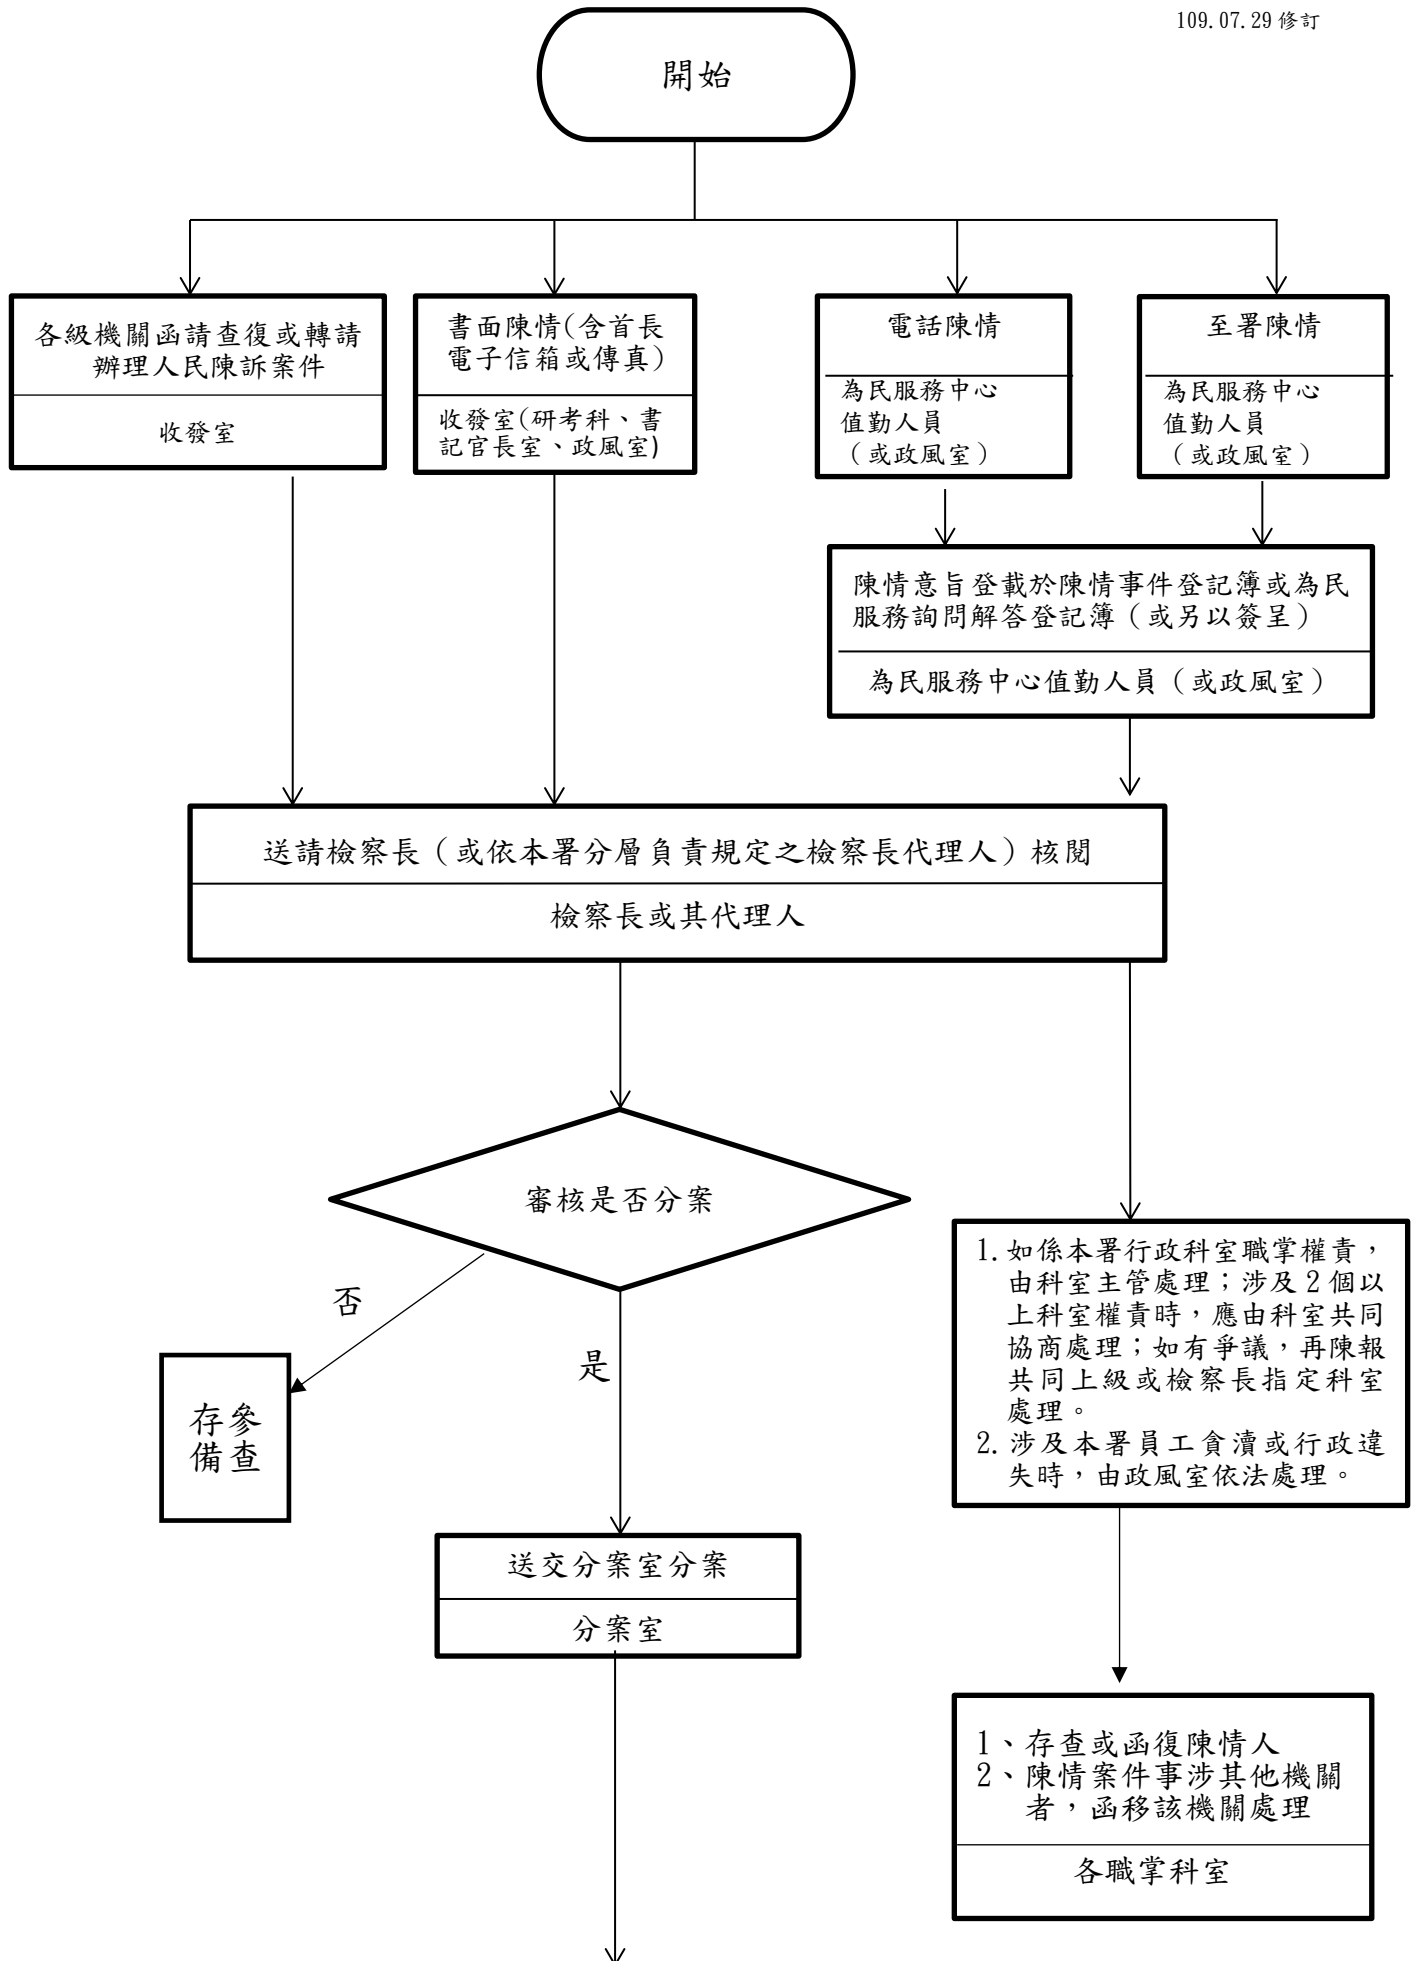 109.07.29修訂
開始
各級機關函請查復或轉請
辦理人民陳訴案件
收發室
書面陳情(含首長
電子信箱或傳真)
收發室(研考科、書
記官長室、政風室)
電話陳情
為民服務中心
值勤人員
（或政風室）
至署陳情
為民服務中心
值勤人員
（或政風室）
陳情意旨登載於陳情事件登記簿或為民
服務詢問解答登記簿（或另以簽呈）
為民服務中心值勤人員（或政風室）
送請檢察長（或依本署分層負責規定之檢察長代理人）核閱
檢察長或其代理人
審核是否分案
否
是
存參
備查
送交分案室分案
分案室
1.如係本署行政科室職掌權責，
由科室主管處理；涉及2個以
上科室權責時，應由科室共同
協商處理；如有爭議，再陳報
共同上級或檢察長指定科室
處理。
2.涉及本署員工貪瀆或行政違
失時，由政風室依法處理。
1、存查或函復陳情人
2、陳情案件事涉其他機關
者，函移該機關處理
各職掌科室